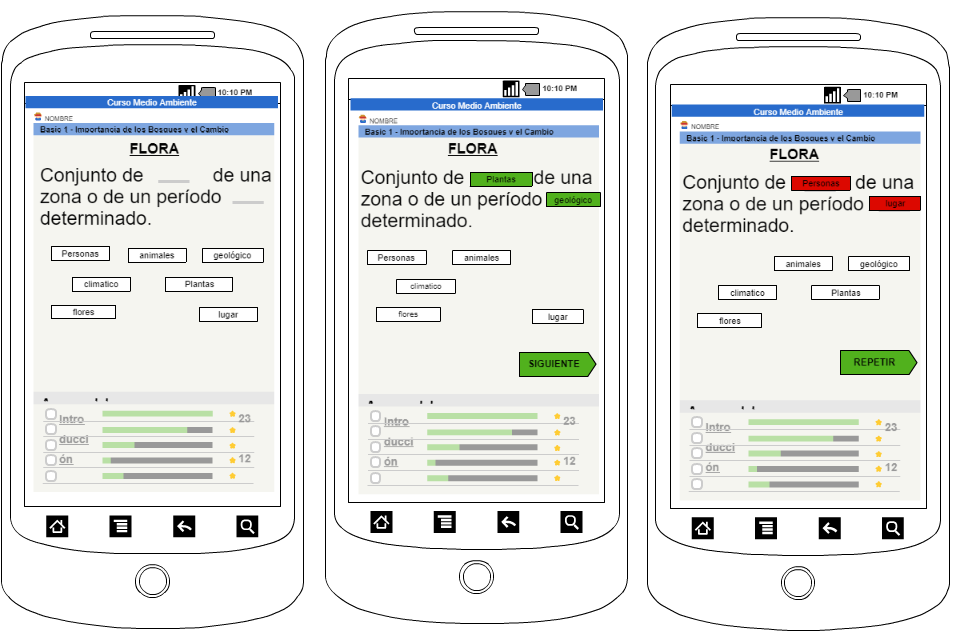 10:10 PM
Curso Medio Ambiente
NOMBRE
Basic 1 - Importancia de los Bosques y el Cambio
FLORA
Conjunto de ___ de una
zona o de un período ___
determinado.
Personas animales geológico
climatico Plantas
flores lugar
Intro 23
ducci
ón 12
10:10 PM
Curso Medio Ambiente
NOMBRE
Basic 1 - Importancia de los Bosques y el Cambio
FLORA
Conjunto de Plantas de una
zona o de un período geológico
determinado.
Personas animales
climatico
flores lugar
SIGUIENTE
Intro 23
ducci
ón 12
10:10 PM
Curso Medio Ambiente
NOMBRE
Basic 1 - Importancia de los Bosques y el Cambio
FLORA
Conjunto de Personas de una
zona o de un período lugar
determinado.
animales geológico
climatico Plantas
flores
REPETIR
Intro 23
ducci
ón 12